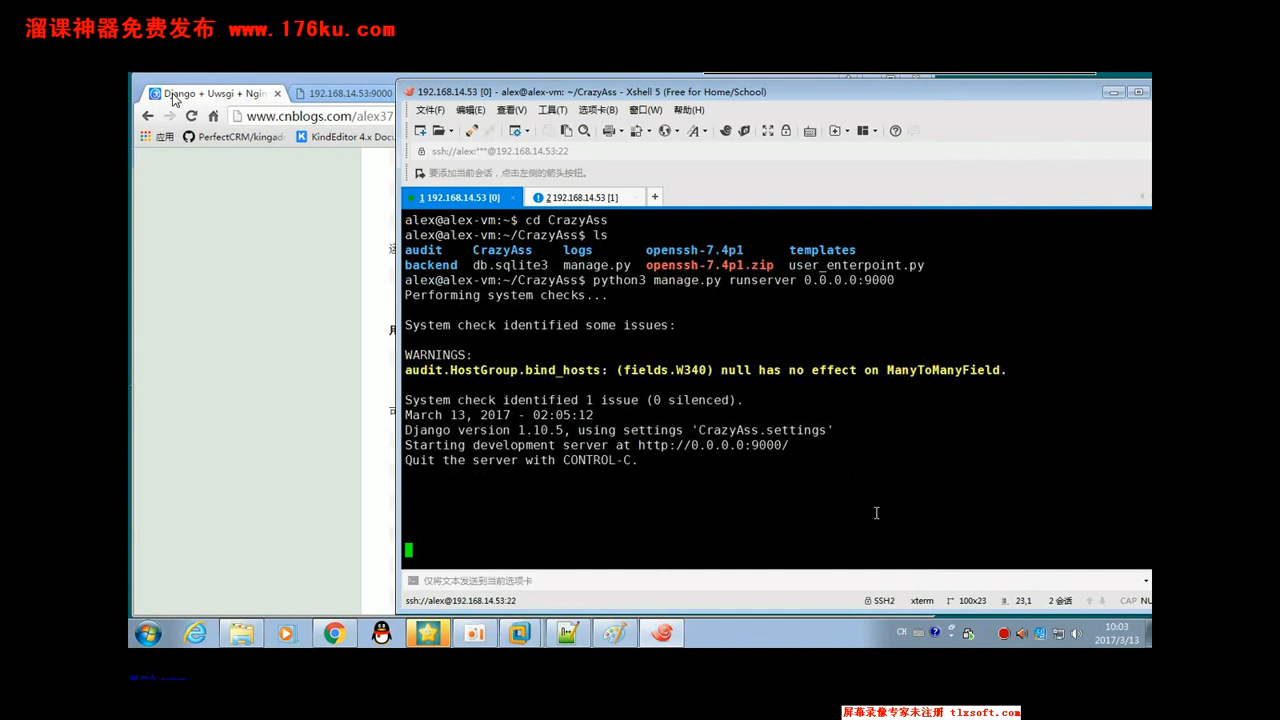 溜课神器免费发布 www.176ku.com
Django + Uwsgi + Ngin
192.168.14.53:9000
www.cnblogs.com/alex37
应用 PerfectCRM/kingad KindEditor 4.x Docu
192.168.14.53 [0] - alex@alex-vm: ~/CrazyAss - Xshell 5 (Free for Home/School)
文件(F) 编辑(E) 查看(V) 工具(T) 选项卡(B) 窗口(W) 帮助(H)
ssh://alex:***@192.168.14.53:22
要添加当前会话，点击左侧的箭头按钮。
1 192.168.14.53 [0] 2 192.168.14.53 [1]
alex@alex-vm:~$ cd CrazyAss
alex@alex-vm:~/CrazyAss$ ls
audit CrazyAss logs openssh-7.4p1 templates
backend db.sqlite3 manage.py openssh-7.4p1.zip user_enterpoint.py
alex@alex-vm:~/CrazyAss$ python3 manage.py runserver 0.0.0.0:9000
Performing system checks...
System check identified some issues:
WARNINGS:
audit.HostGroup.bind_hosts: (fields.W340) null has no effect on ManyToManyField.
System check identified 1 issue (0 silenced).
March 13, 2017 - 02:05:12
Django version 1.10.5, using settings 'CrazyAss.settings'
Starting development server at http://0.0.0.0:9000/
Quit the server with CONTROL-C.
仅将文本发送到当前选项卡
ssh://alex@192.168.14.53:22 SSH2 xterm 100x23 23,1 2 会话 CAP NU
CH 10:03
2017/3/13
屏幕录像专家未注册 tlxsoft.com